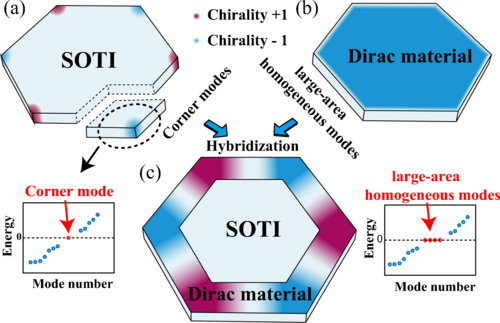 (a)
SOTI
Chirality +1
Chirality - 1
(b)
Dirac material
Corner modes
large-area
homogeneous modes
Hybridization
(c)
SOTI
Dirac material
Corner mode
Energy
0
Mode number
large-area
homogeneous modes
Energy
0
Mode number